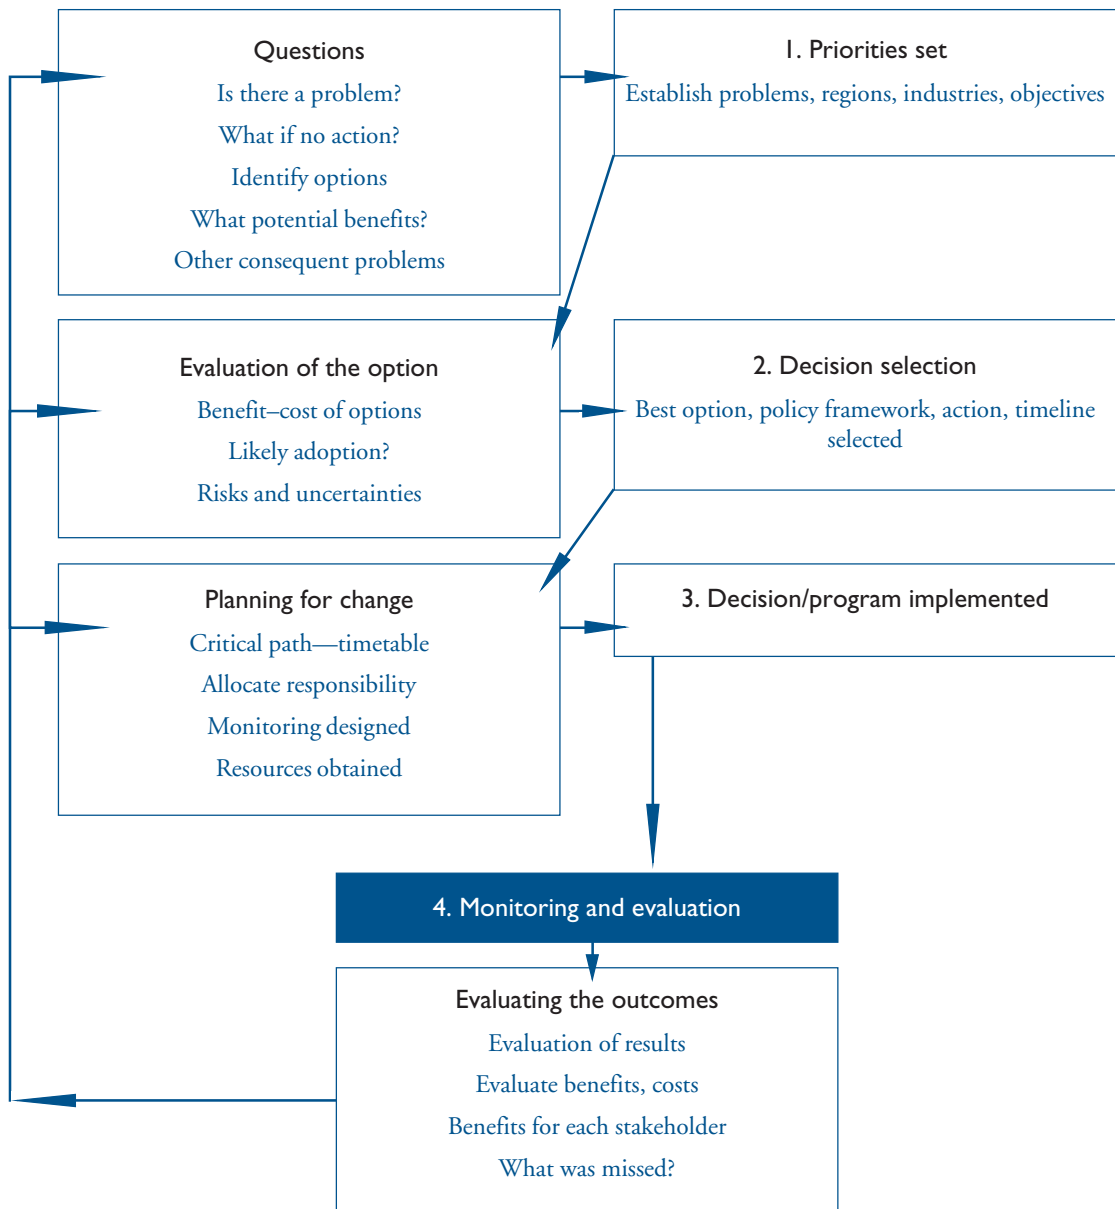 Questions
Is there a problem?
What if no action?
Identify options
What potential benefits?
Other consequent problems
1. Priorities set
Establish problems, regions, industries, objectives
Evaluation of the option
Benefit–cost of options
Likely adoption?
Risks and uncertainties
2. Decision selection
Best option, policy framework, action, timeline
selected
Planning for change
Critical path—timetable
Allocate responsibility
Monitoring designed
Resources obtained
3. Decision/program implemented
4. Monitoring and evaluation
Evaluating the outcomes
Evaluation of results
Evaluate benefits, costs
Benefits for each stakeholder
What was missed?